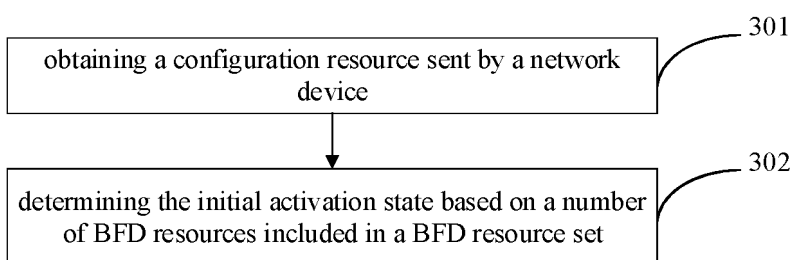 301
obtaining a configuration resource sent by a network
device
302
determining the initial activation state based on a number
of BFD resources included in a BFD resource set